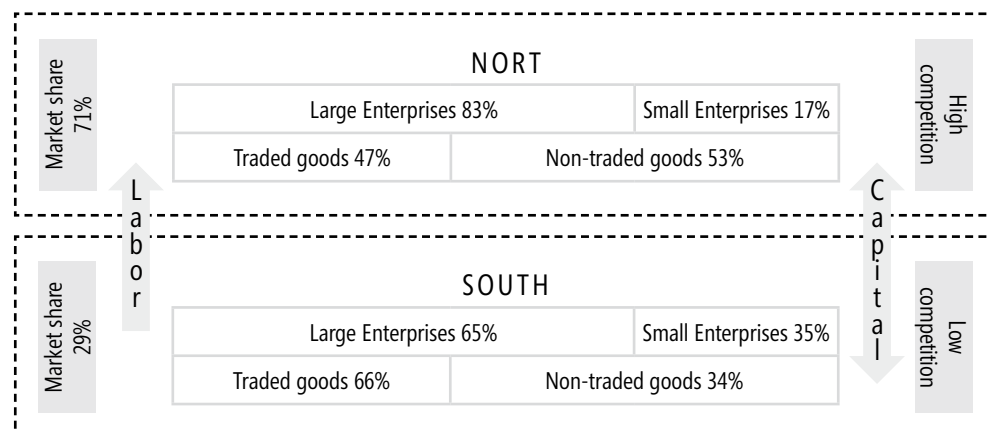 NORT
Market share
71%
Large Enterprises 83%
Small Enterprises 17%
Traded goods 47%
Non-traded goods 53%
High
competition
Labor
Capital
SOUTH
Market share
29%
Large Enterprises 65%
Small Enterprises 35%
Traded goods 66%
Non-traded goods 34%
Low
competition